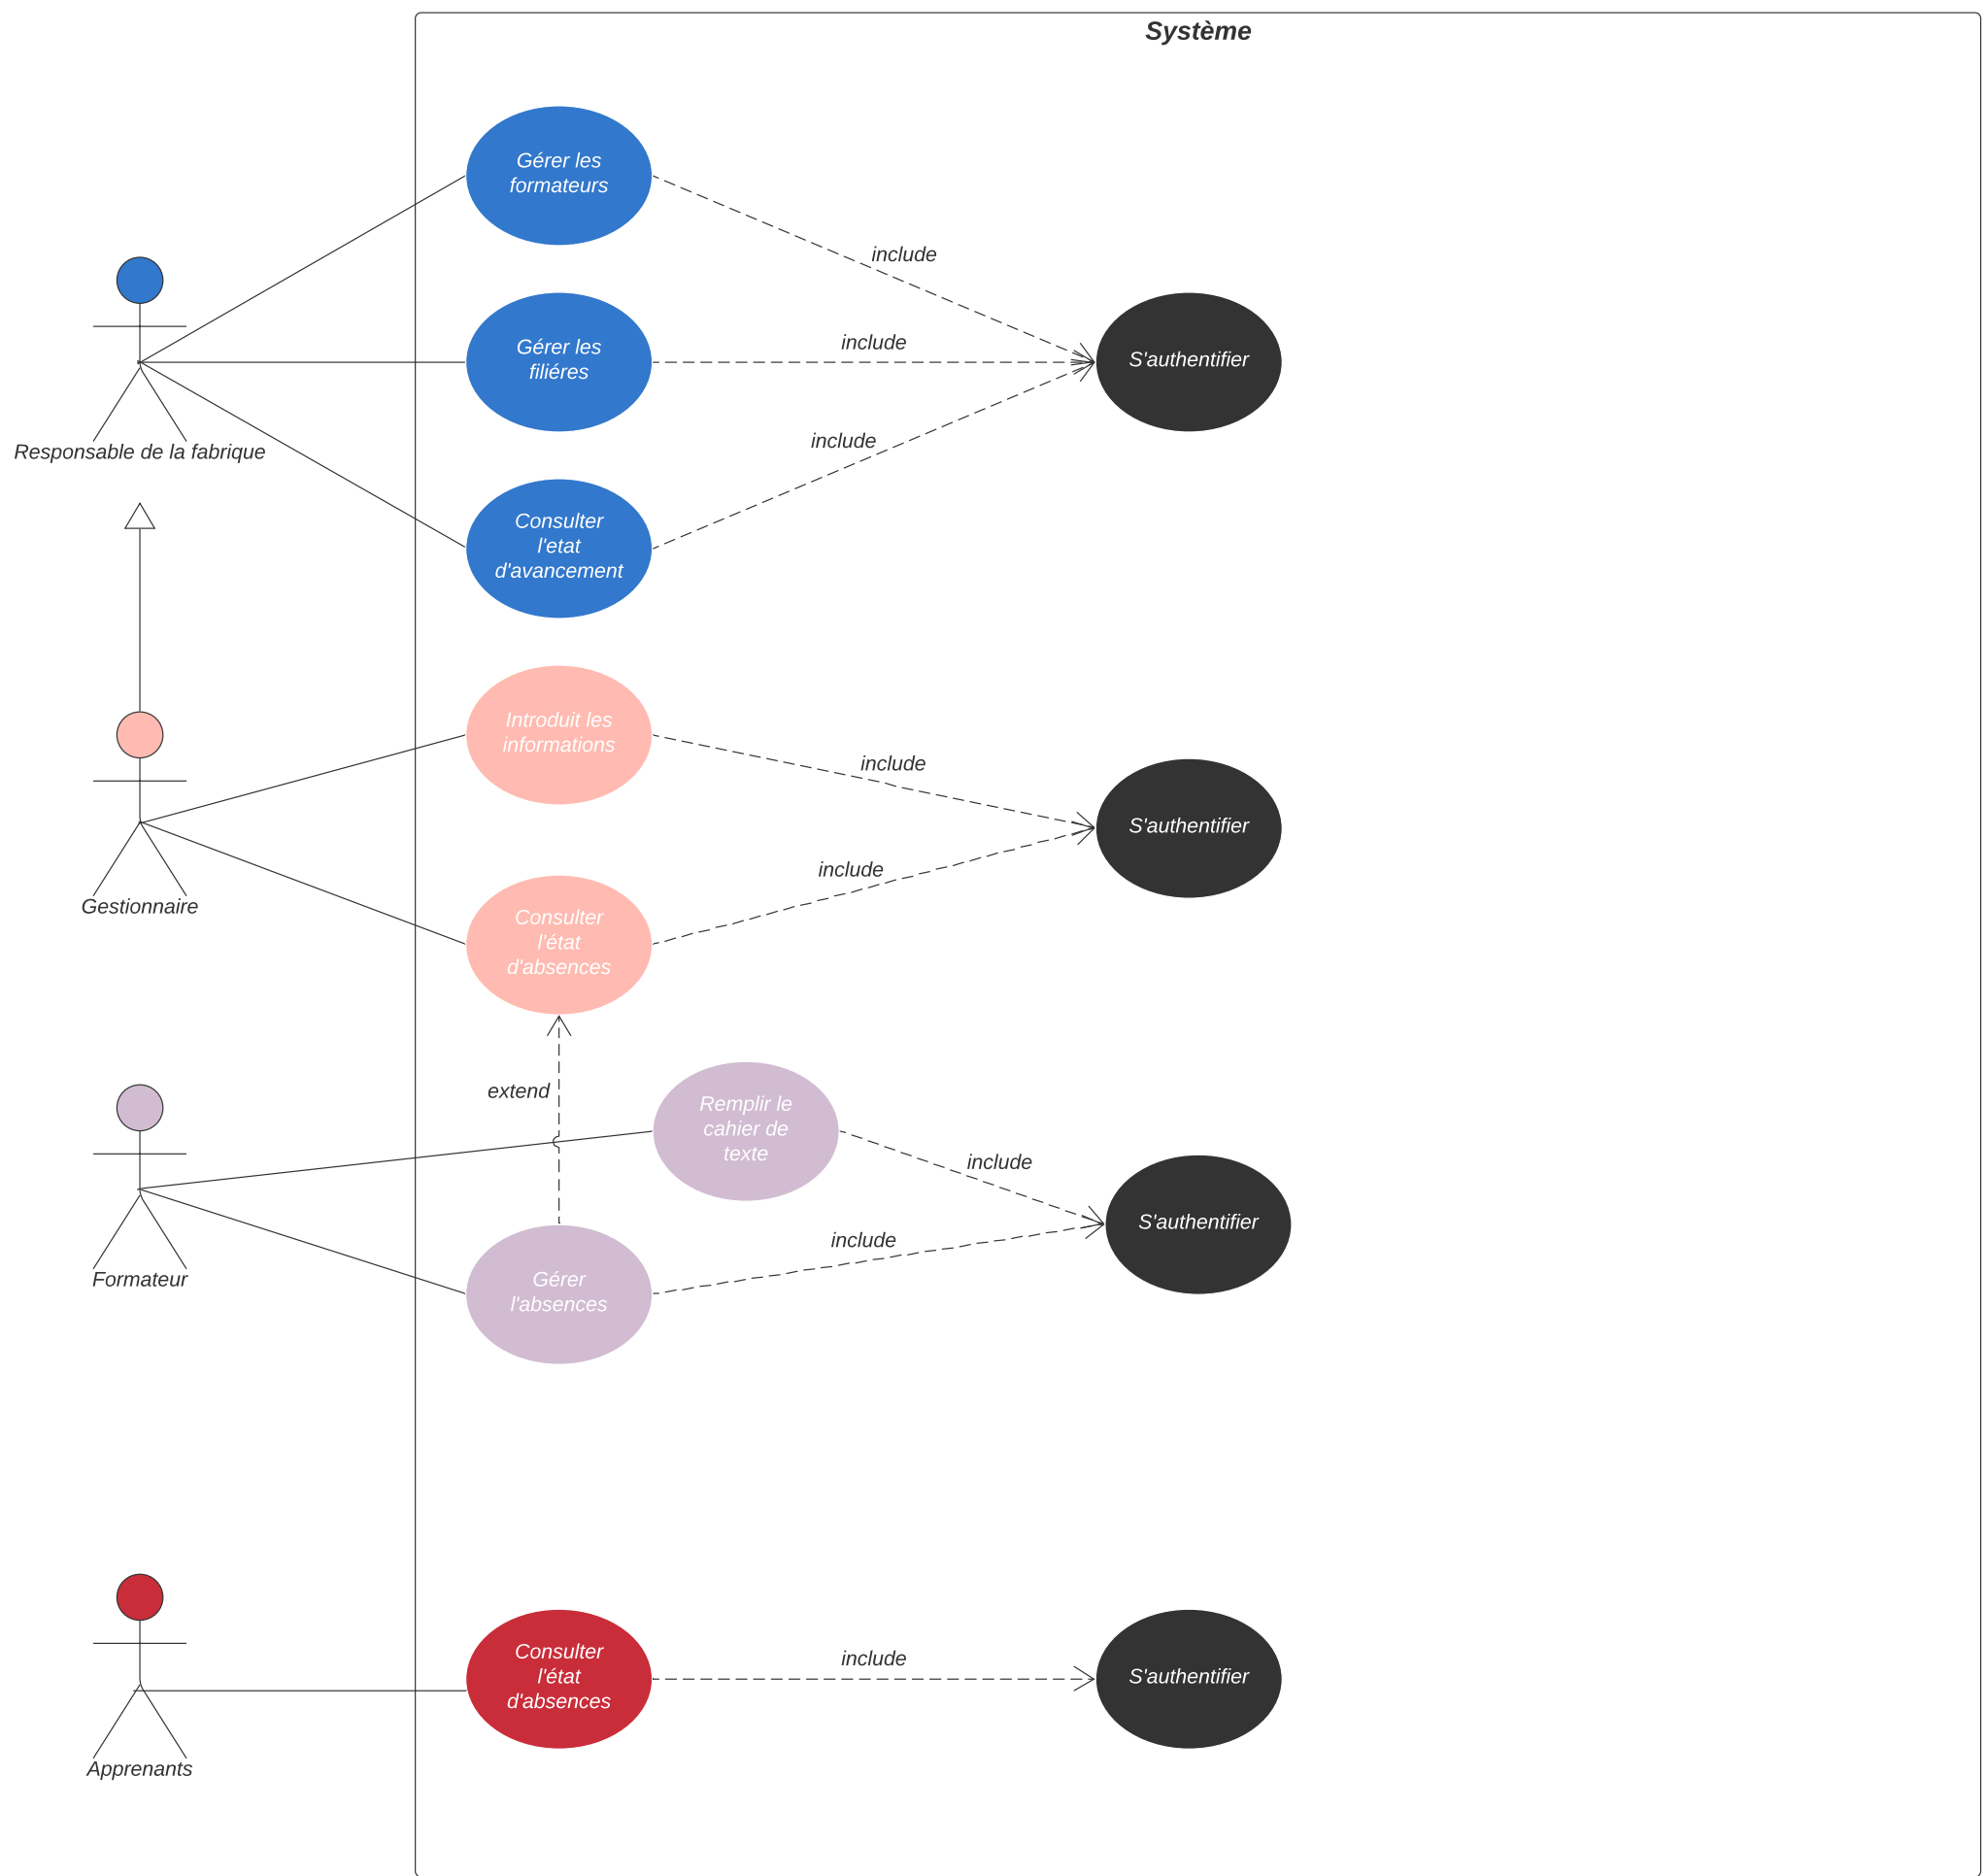 Système
Gérer les
formateurs
include
Gérer les
filiéres
include
S'authentifier
include
Responsable de la fabrique
Consulter
l'etat
d'avancement
Introduit les
informations
include
S'authentifier
include
Gestionnaire
Consulter
l'état
d'absences
extend
Remplir le
cahier de
texte
include
S'authentifier
include
Formateur
Gérer
l'absences
Consulter
l'état
d'absences
include
S'authentifier
Apprenants